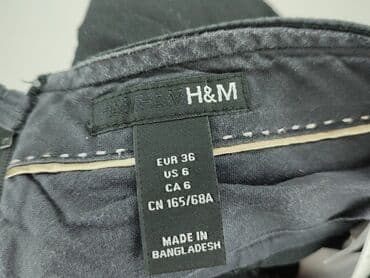 H&M
EUR 36
US 6
CA 6
CN 165/68A
MADE IN
BANGLADESH